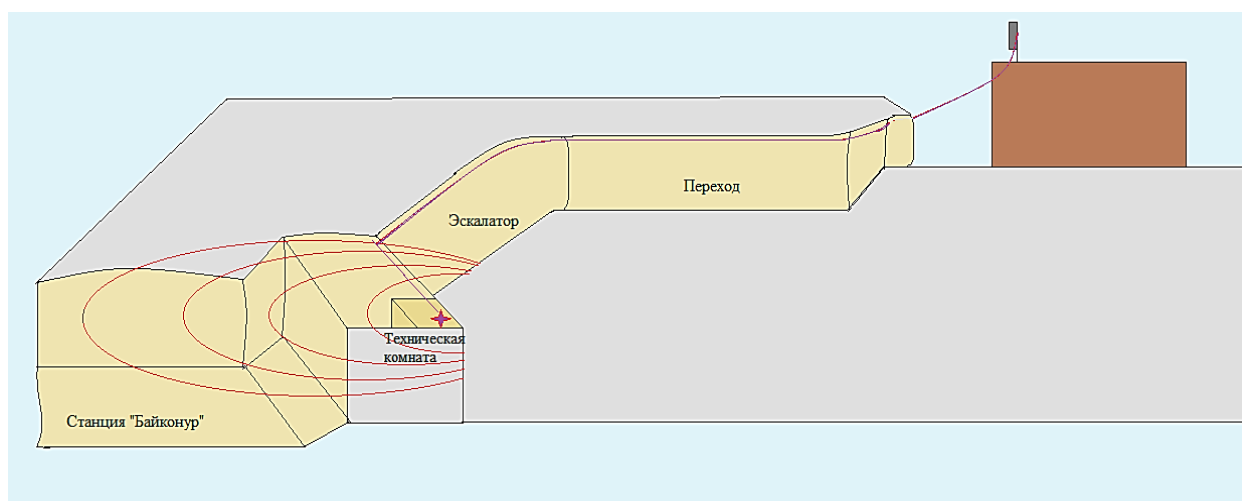 Переход
Эскалатор
Техническая
комната
Станция "Байконур"